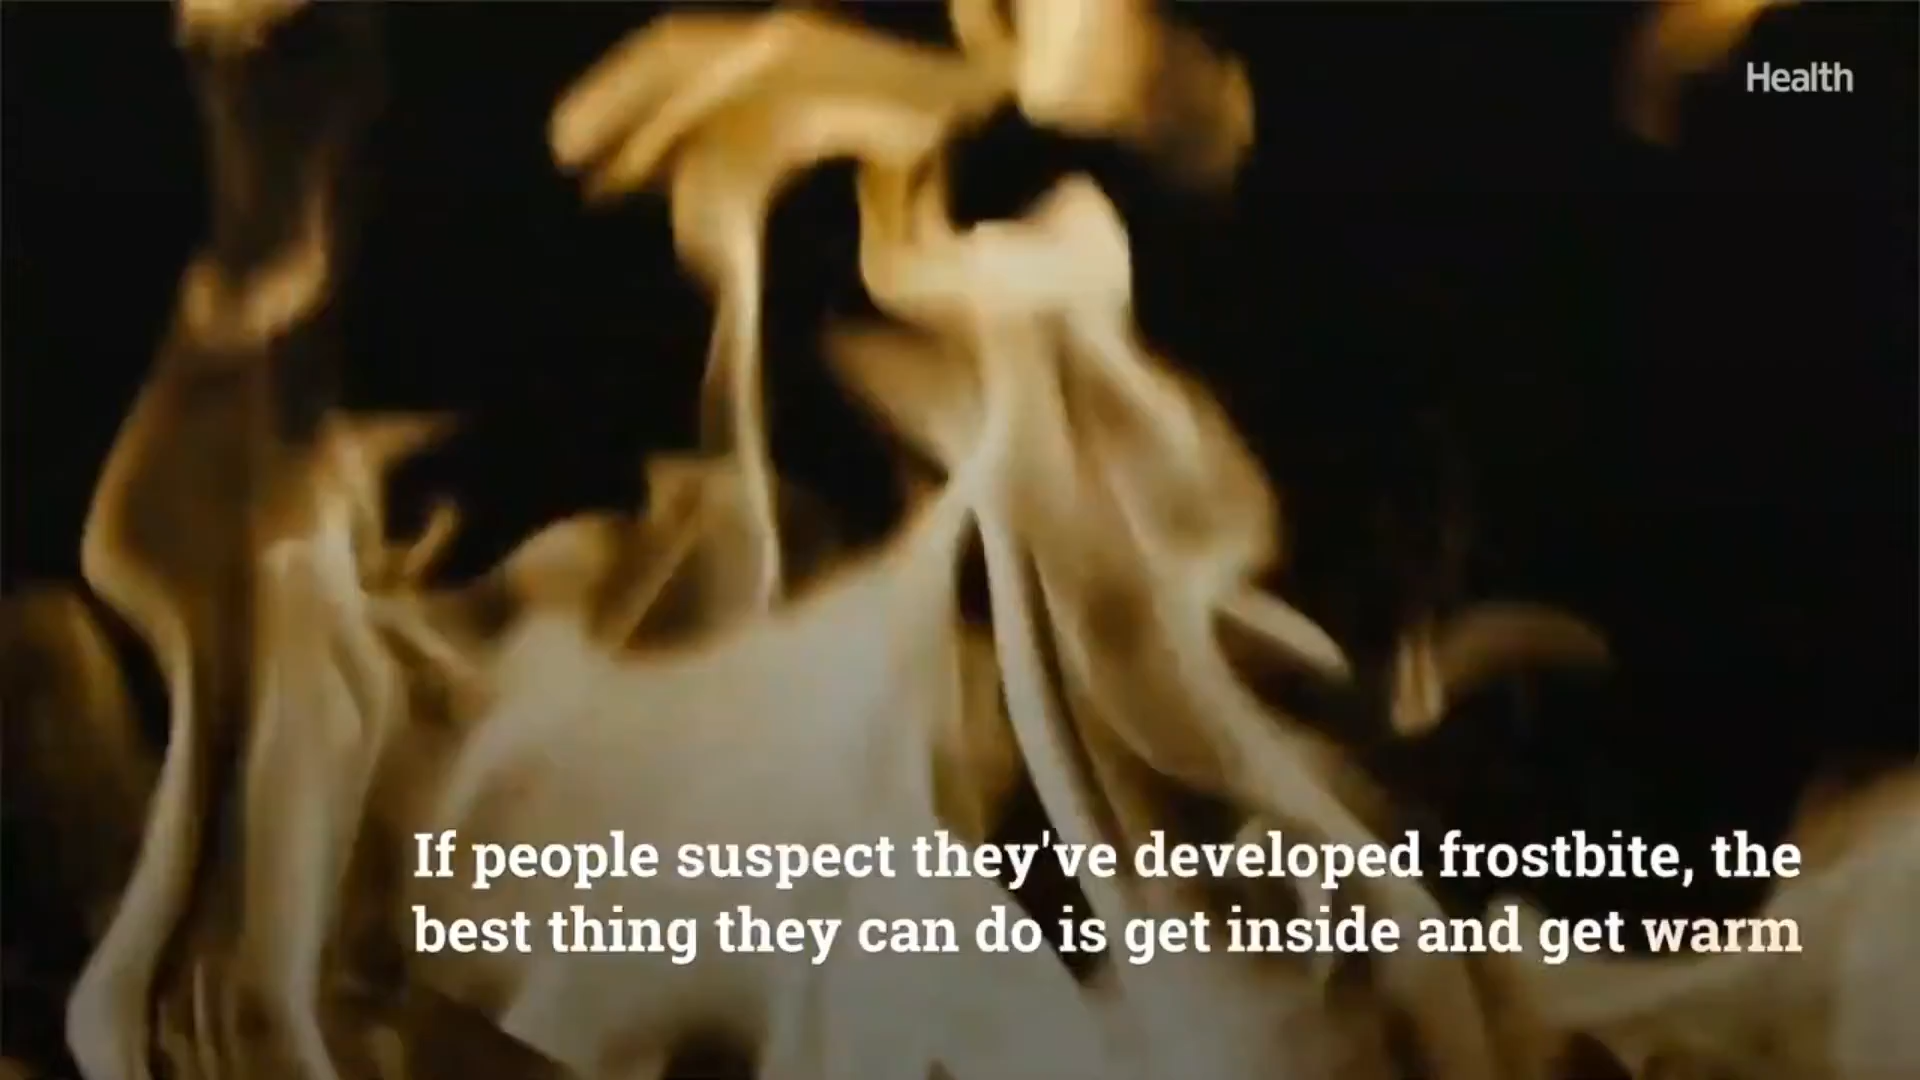 Health
If people suspect they've developed frostbite, the
best thing they can do is get inside and get warm